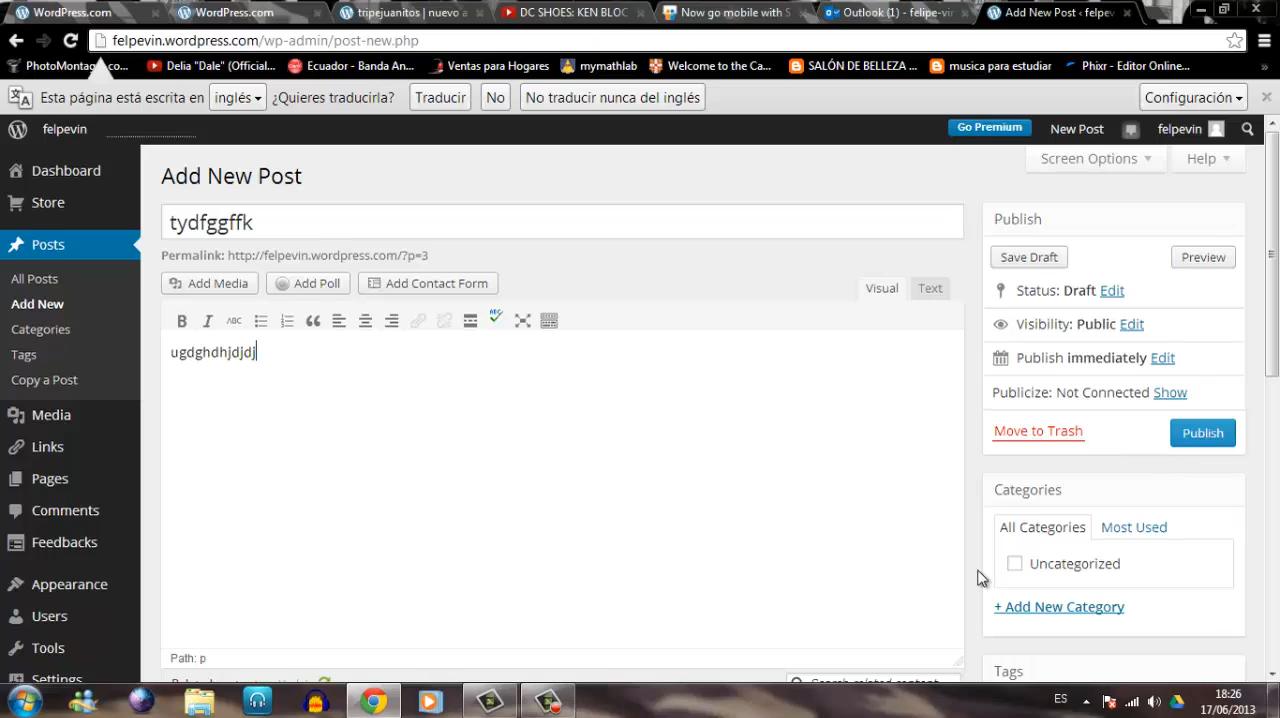 WordPress.com
WordPress.com
tripejuanitos | nuevo a
DC SHOES: KEN BLOC
Now go mobile with S
Outlook (1) - felipe-vi
Add New Post ‹ felpev
felpevin.wordpress.com/wp-admin/post-new.php
PhotoMontag...co...
Delia "Dale" (Official...
Ecuador - Banda An...
Ventas para Hogares
mymathlab
Welcome to the Ca...
SALÓN DE BELLEZA ...
musica para estudiar
Phixr - Editor Online...
»
Esta página está escrita en inglés ¿Quieres traducirla? Traducir No No traducir nunca del inglés Configuración
felpevin
Go Premium
New Post
felpevin
Dashboard
Store
Posts
All Posts
Add New
Categories
Tags
Copy a Post
Media
Links
Pages
Comments
Feedbacks
Appearance
Users
Tools
Settings
Screen Options
Help
Add New Post
tydfggffk
Permalink: http://felpevin.wordpress.com/?p=3
Add Media
Add Poll
Add Contact Form
Visual
Text
B I ABC
ABC
ugdghdhjdjdj
Path: p
Search related content
Publish
Save Draft
Preview
Status: Draft Edit
Visibility: Public Edit
Publish immediately Edit
Publicize: Not Connected Show
Move to Trash
Publish
Categories
All Categories
Most Used
Uncategorized
+ Add New Category
Tags
ES
18:26
17/06/2013